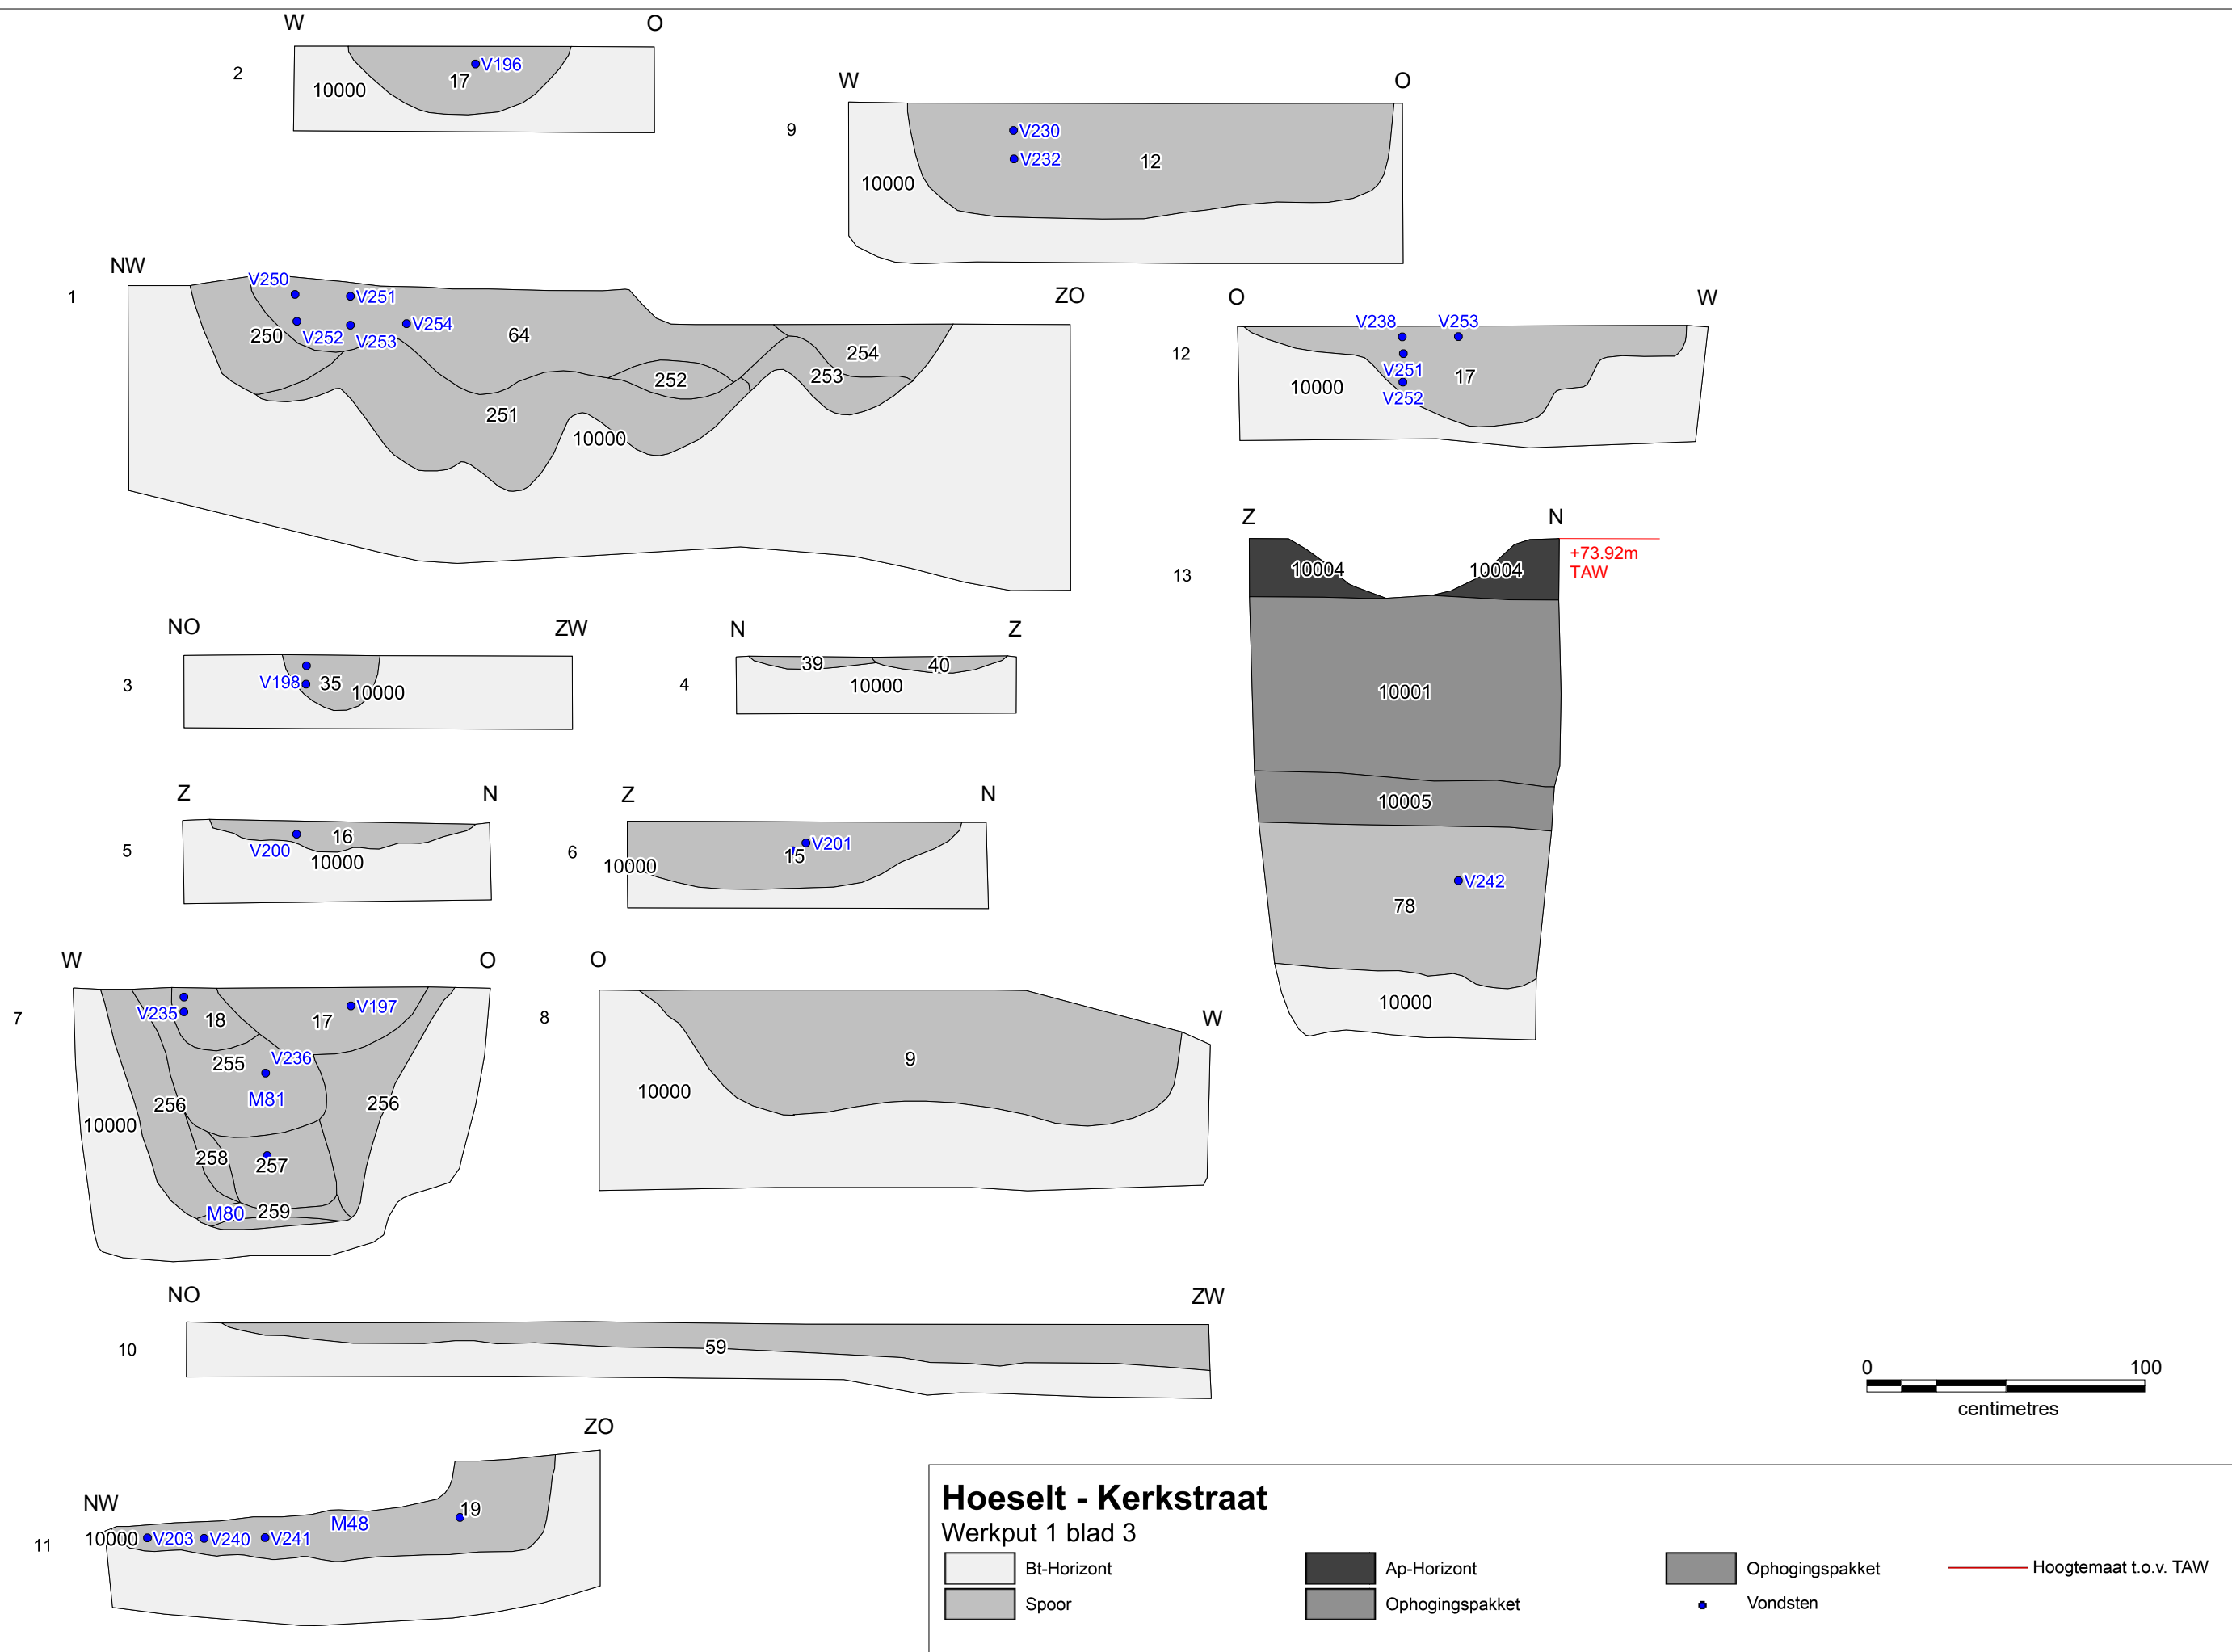 W O
2
V196
17
10000
W O
9
V230
V232
12
10000
NW ZO
1
V250
V251
V252
V253
V254
250
64
254
252
253
251
10000
O W
12
V238
V253
V251
V252
17
10000
Z N
13
+73.92m
TAW
10004
10004
10001
10005
V242
78
10000
NO ZW
3
V198
35
10000
N Z
4
39
40
10000
Z N
5
16
V200
10000
Z N
6
V201
15
10000
W O
7
V235
18
17
V197
255
V236
M81
256
256
10000
258
257
M80
259
O W
8
9
10000
NO ZW
10
59
0 100
centimetres
NW ZO
11
10000
V203
V240
V241
M48
19
Hoeselt - Kerkstraat
Werkput 1 blad 3
Bt-Horizont
Spoor
Ap-Horizont
Ophogingspakket
Ophogingspakket
Vondsten
Hoogtemaat t.o.v. TAW